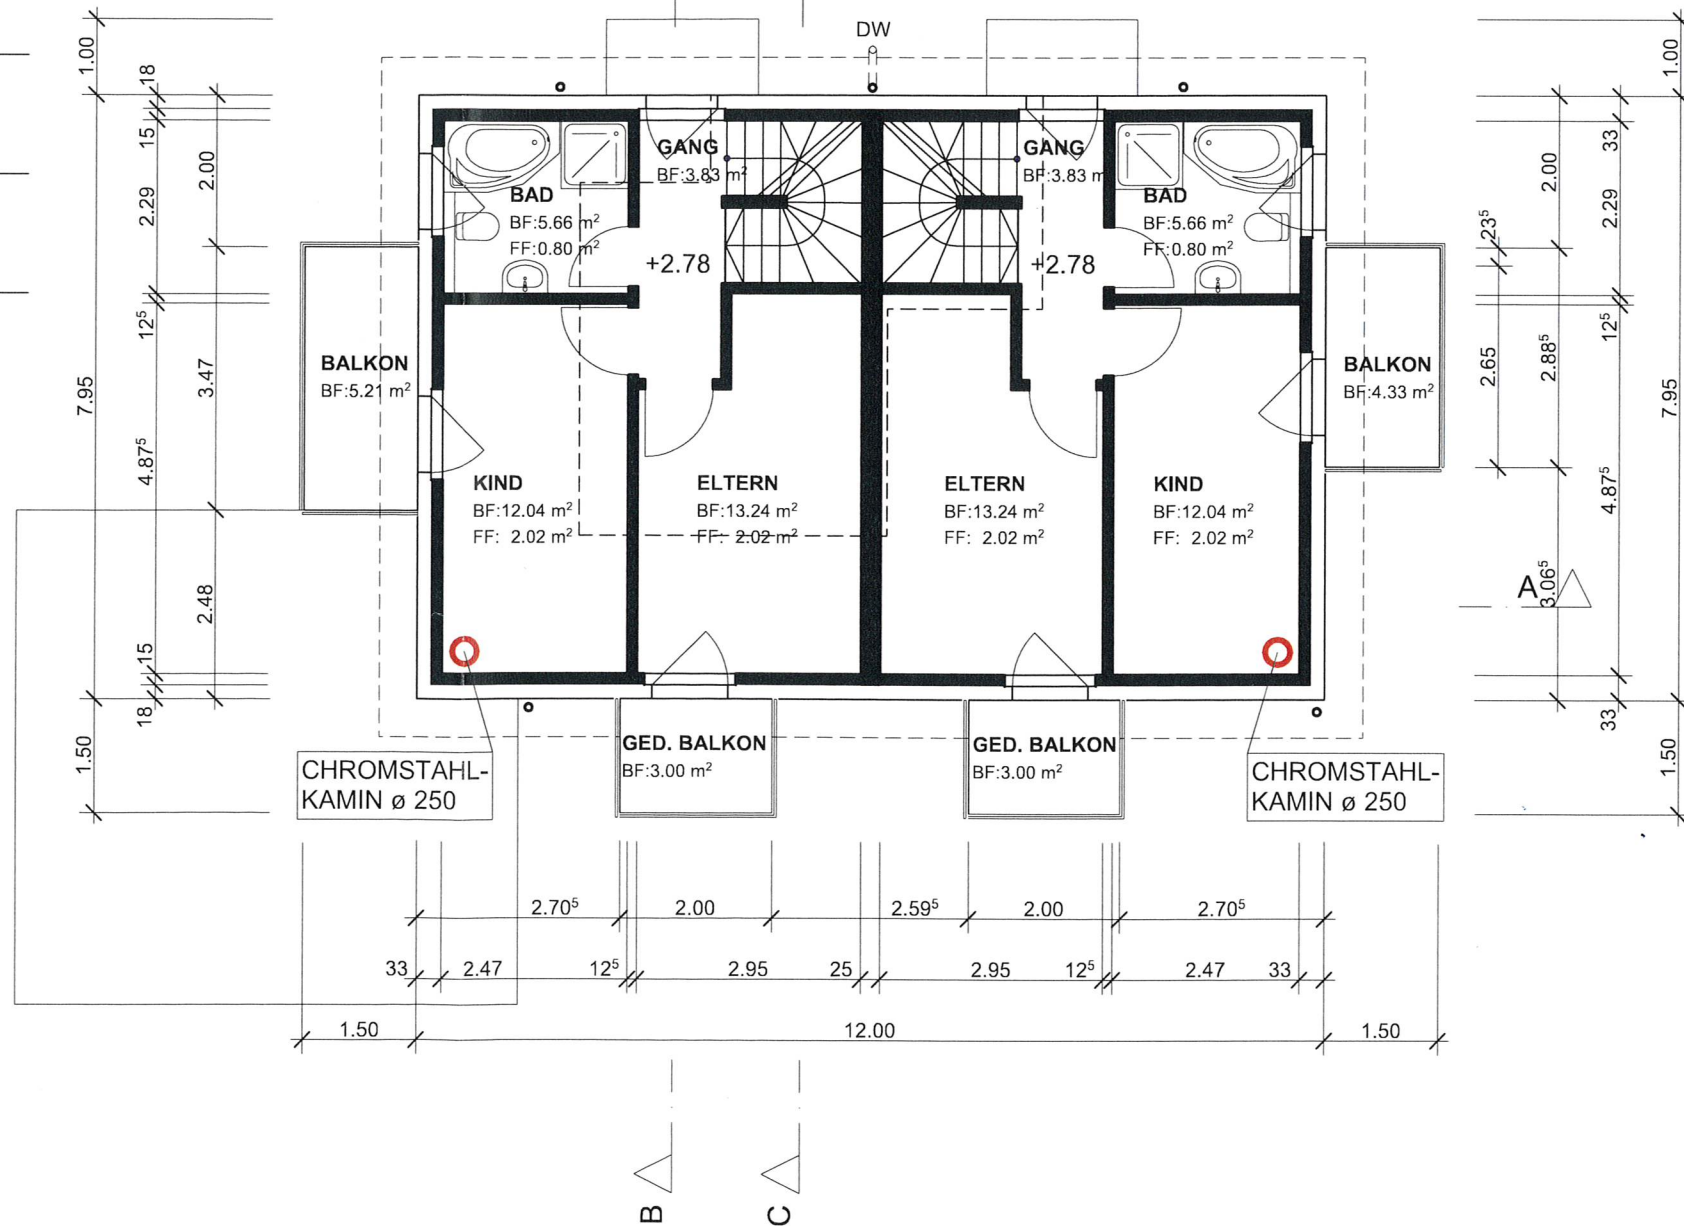 DW
1.00
18
15
2.00
2.29
12⁵
3.47
7.95
4.87⁵
2.48
15
18
1.50
GANG
BF:3.83 m²
BAD
BF:5.66 m²
FF:0.80 m²
+2.78
GANG
BF:3.83 m
BAD
BF:5.66 m²
FF:0.80 m²
+2.78
BALKON
BF:5.21 m²
BALKON
BF:4.33 m²
KIND
BF:12.04 m²
FF: 2.02 m²
ELTERN
BF:13.24 m²
FF: 2.02 m²
ELTERN
BF:13.24 m²
FF: 2.02 m²
KIND
BF:12.04 m²
FF: 2.02 m²
GED. BALKON
BF:3.00 m²
GED. BALKON
BF:3.00 m²
CHROMSTAHL-
KAMIN ø 250
CHROMSTAHL-
KAMIN ø 250
1.00
33
2.00
2.29
23⁵
12⁵
2.65
2.88⁵
7.95
4.87⁵
A
3.06⁵
33
1.50
2.70⁵ 2.00 2.59⁵ 2.00 2.70⁵
33 2.47 12⁵ 2.95 25 2.95 12⁵ 2.47 33
1.50 12.00 1.50
B
C